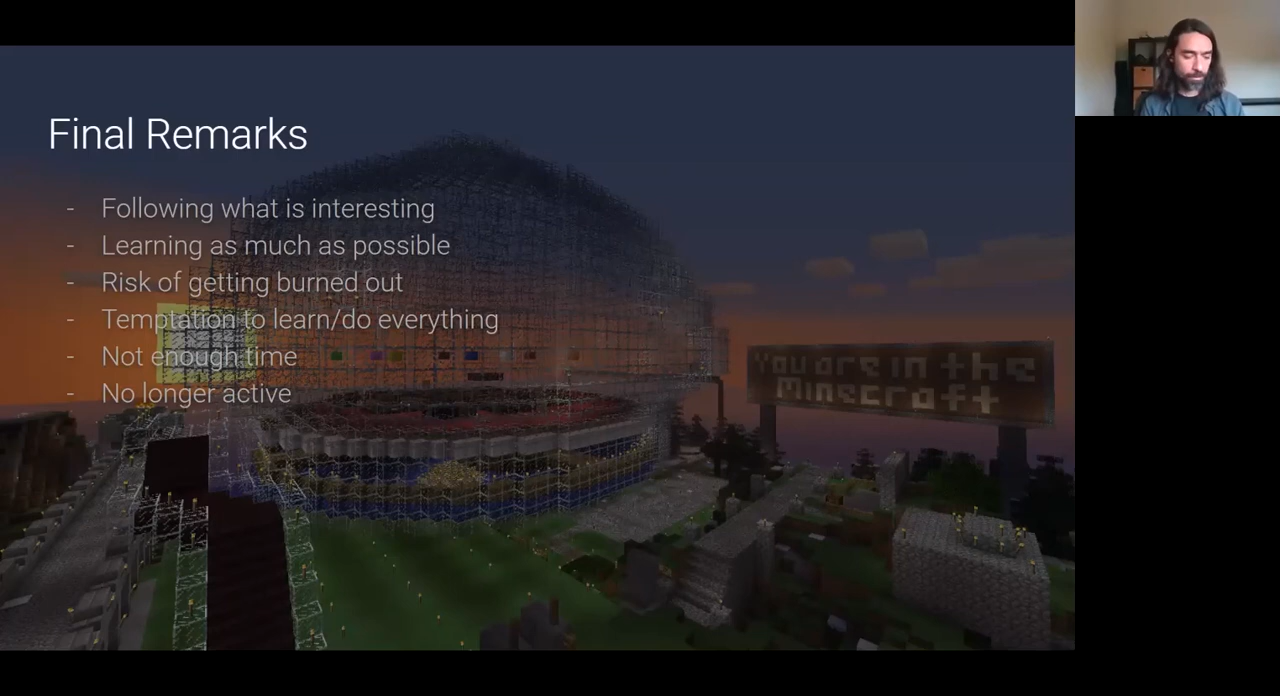 Final Remarks
- Following what is interesting
- Learning as much as possible
- Risk of getting burned out
- Temptation to learn/do everything
- Not enough time
- No longer active
You are in the
Minecraft